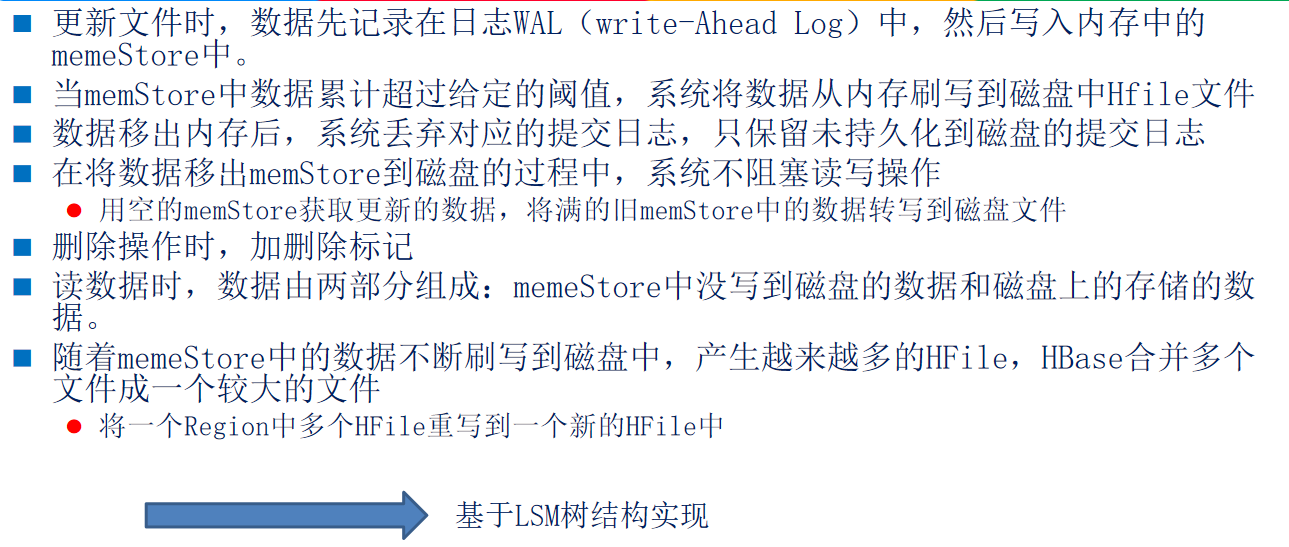 更新文件时，数据先记录在日志WAL（write-Ahead Log）中，然后写入内存中的
memeStore中。
当memStore中数据累计超过给定的阈值，系统将数据从内存刷写到磁盘中Hfile文件
数据移出内存后，系统丢弃对应的提交日志，只保留未持久化到磁盘的提交日志
在将数据移出memStore到磁盘的过程中，系统不阻塞读写操作
用空的memStore获取更新的数据，将满的旧memStore中的数据转写到磁盘文件
删除操作时，加删除标记
读数据时，数据由两部分组成：memeStore中没写到磁盘的数据和磁盘上的存储的数
据。
随着memeStore中的数据不断刷写到磁盘中，产生越来越多的HFile，HBase合并多个
文件成一个较大的文件
将一个Region中多个HFile重写到一个新的HFile中
基于LSM树结构实现